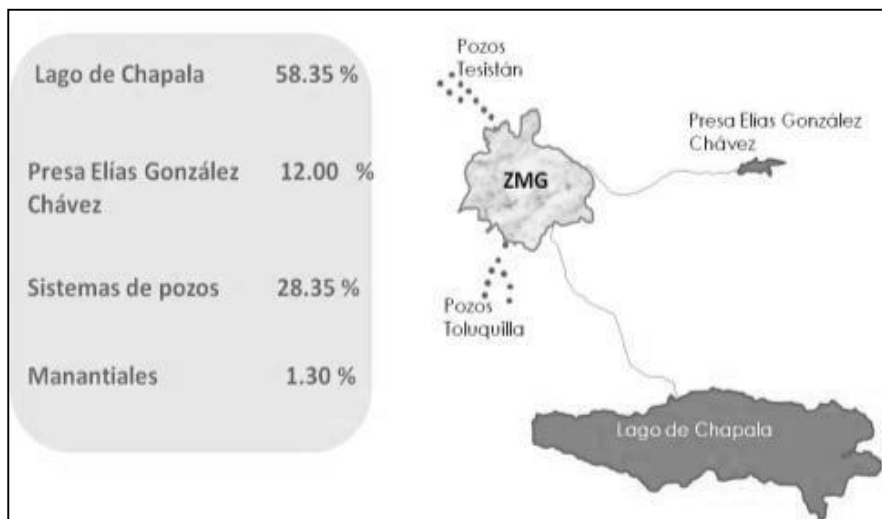 Lago de Chapala 58.35 %
Presa Elías González 12.00 %
Chávez
Sistemas de pozos 28.35 %
Manantiales 1.30 %
Pozos
Tesistán
Presa Elías González
Chávez
ZMG
Pozos
Toluquilla
Lago de Chapala